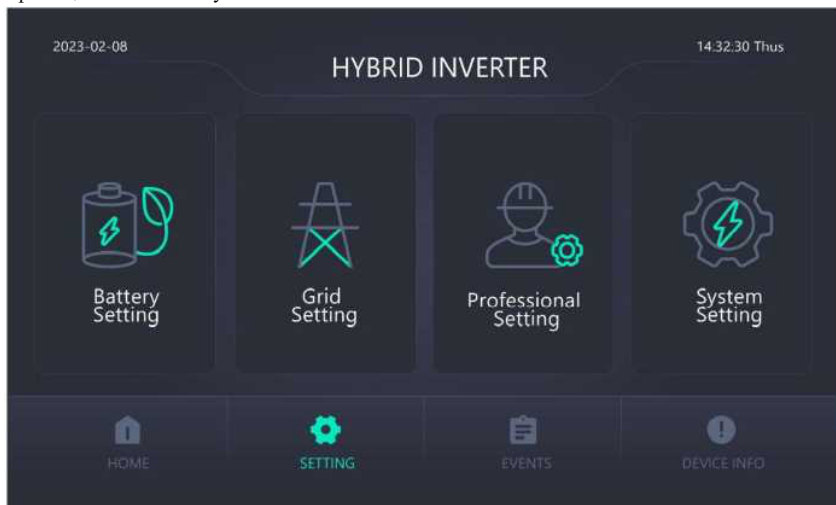 2023-02-08
HYBRID INVERTER
14.32.30 Thus
Battery
Setting
Grid
Setting
Professional
Setting
System
Setting
HOME
SETTING
EVENTS
DEVICE INFO